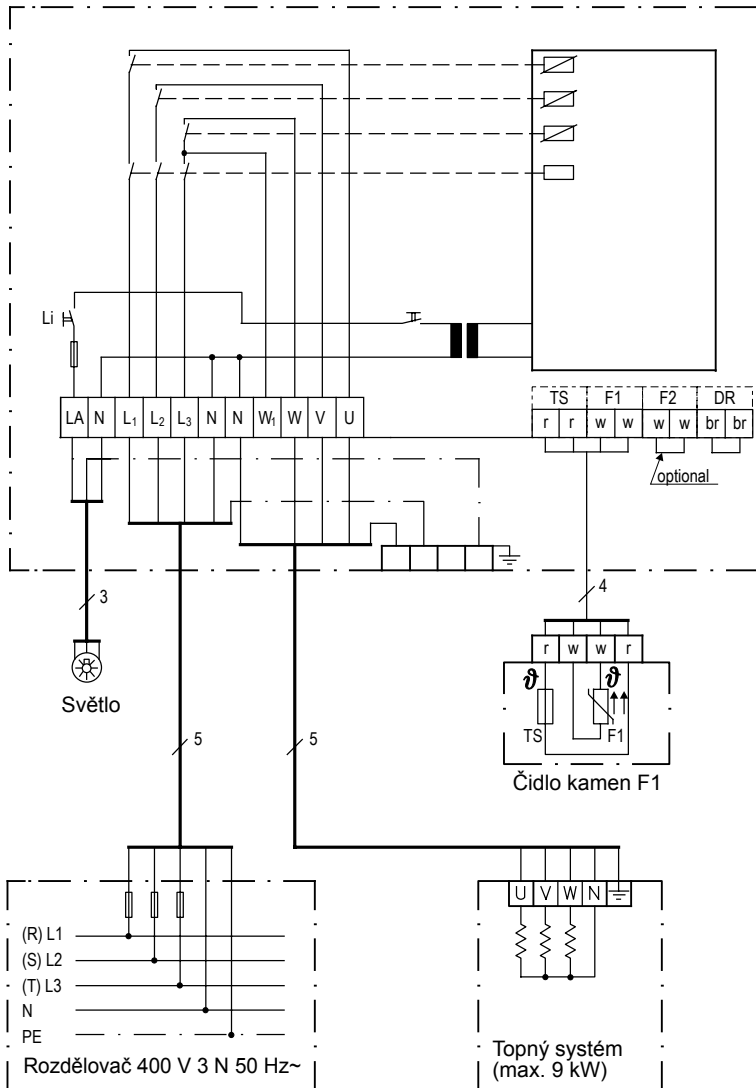 Li
LA N L1 L2 L3 N N W1 W V U
TS F1 F2 DR
r r w w w w br br
optional
3
4
r w w r
ϑ ϑ
TS F1
Světlo
Čidlo kamen F1
5 5
U V W N
(R) L1
(S) L2
(T) L3
N
PE
Rozdělovač 400 V 3 N 50 Hz~
Topný systém
(max. 9 kW)